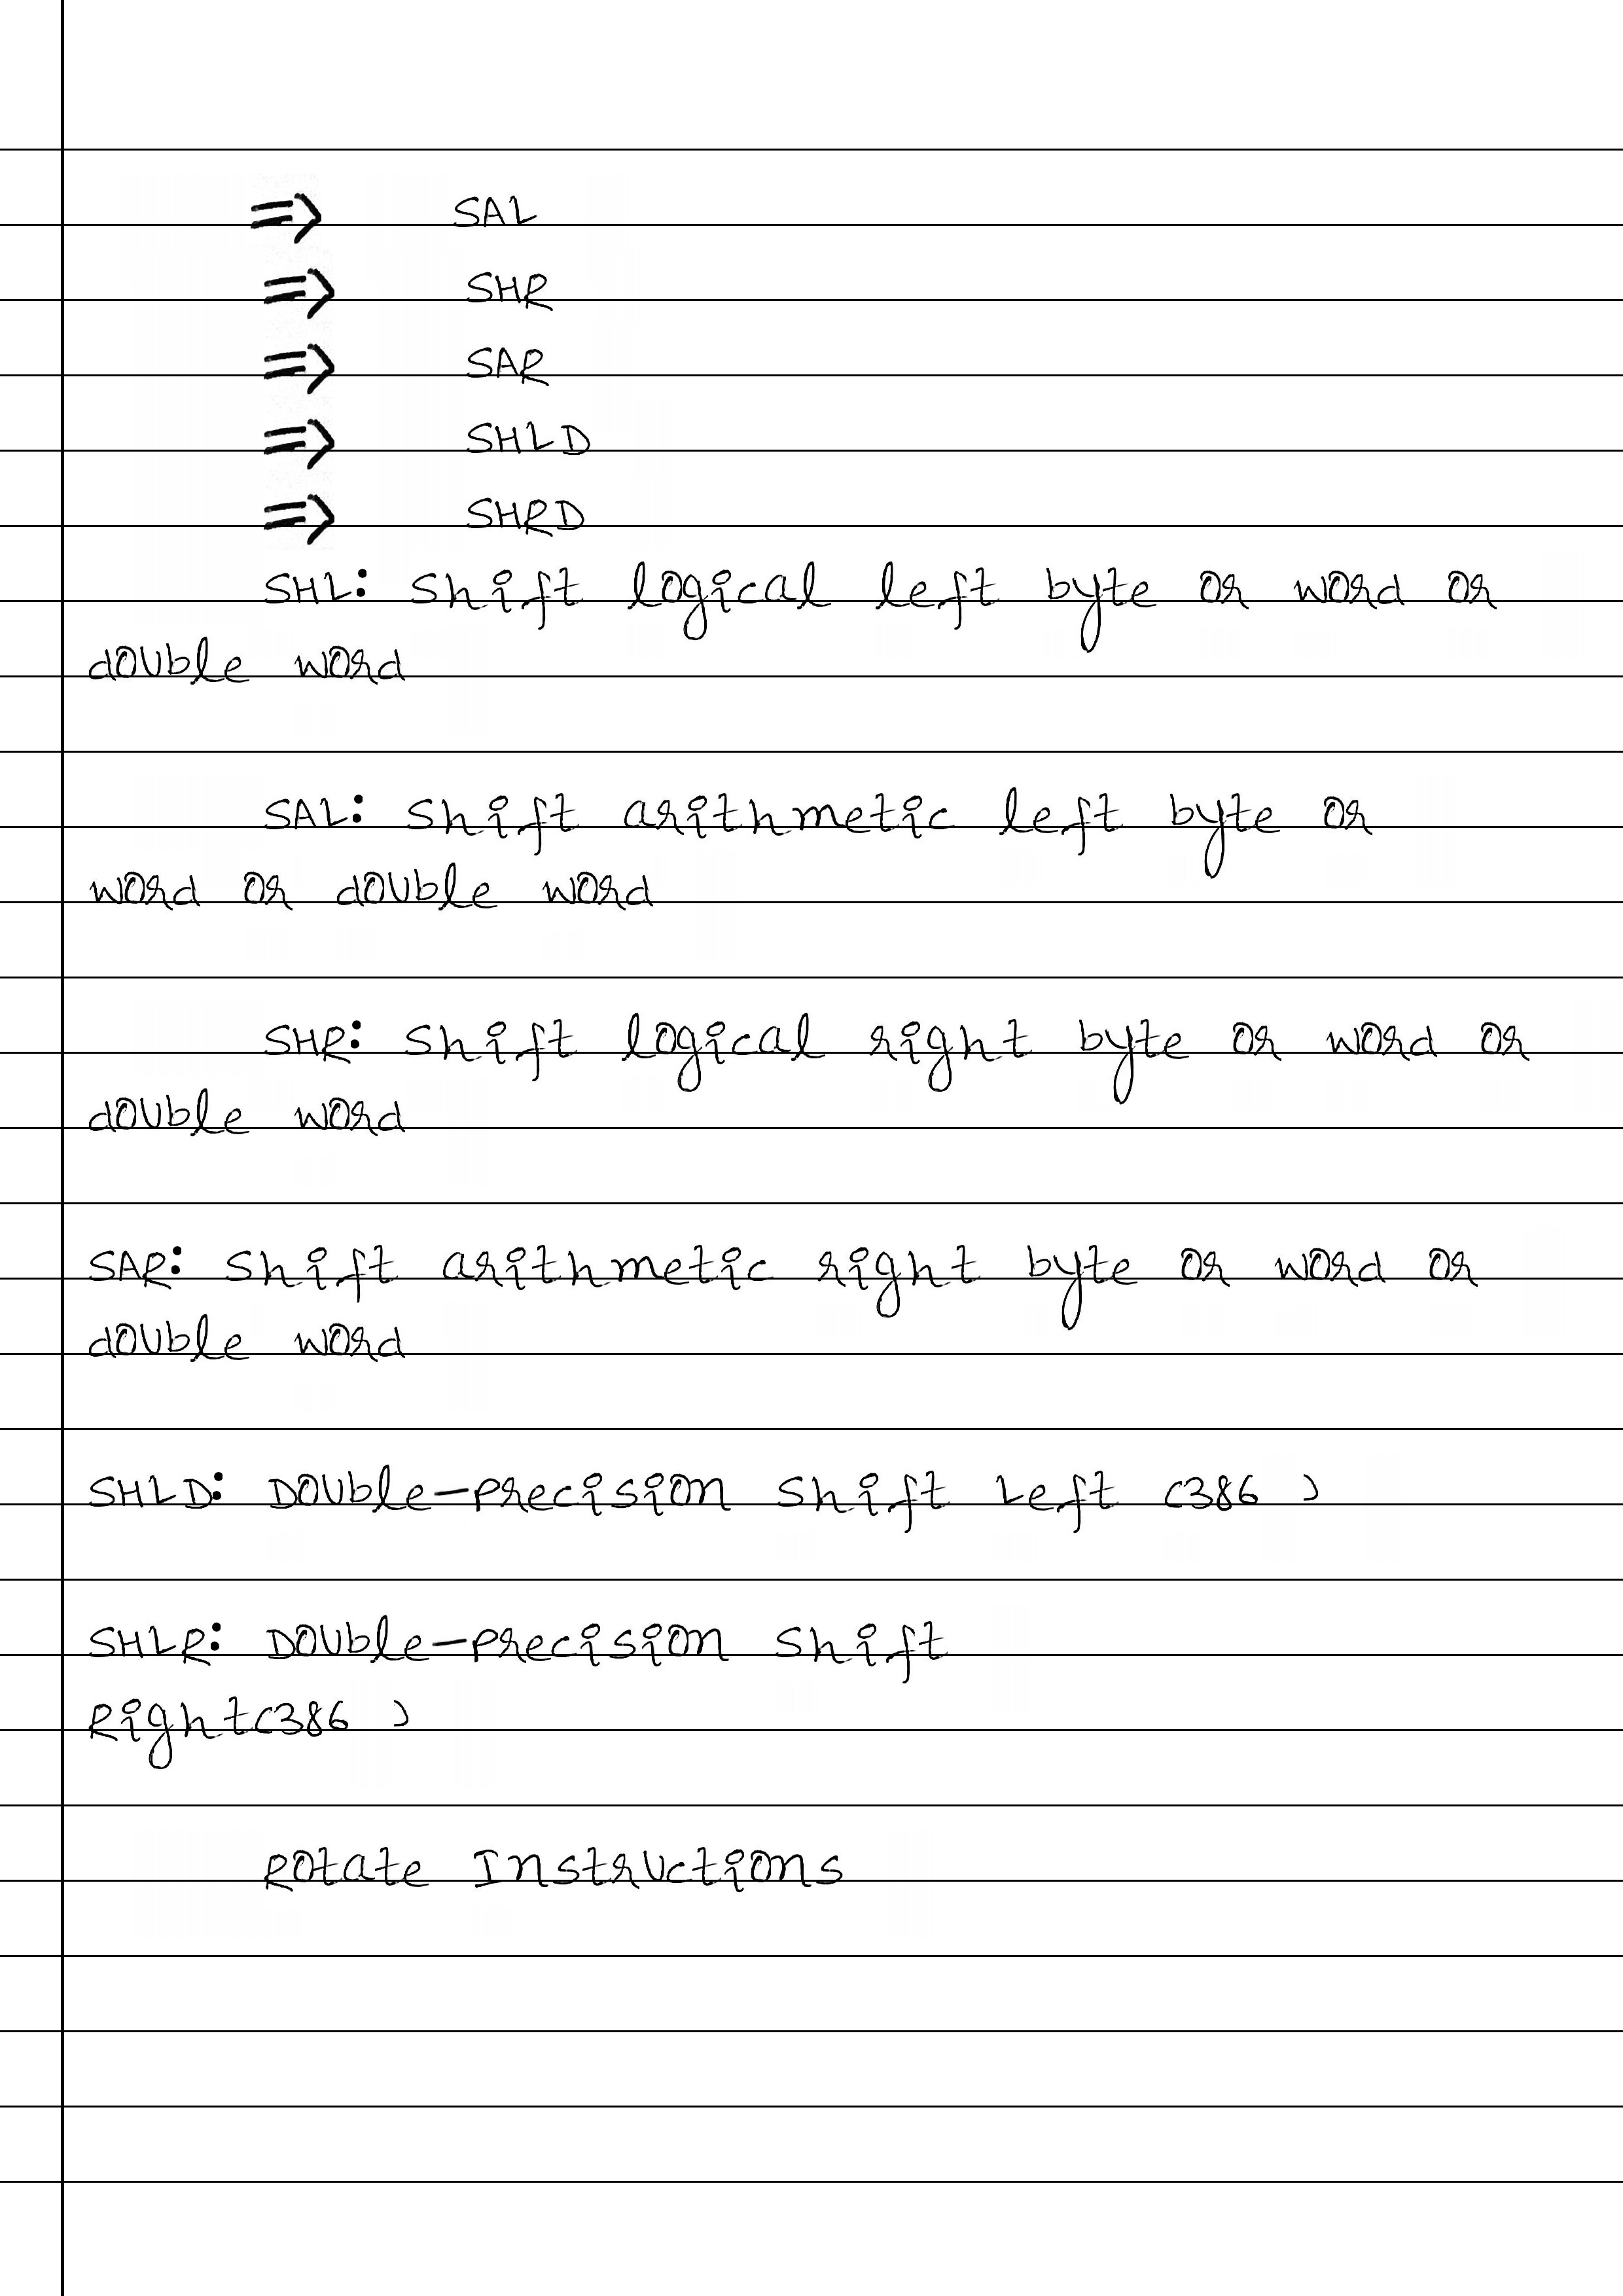 => SAL
=> SHR
=> SAR
=> SHLD
=> SHRD
SHL: Shift logical left byte or word or
double word
SAL: Shift arithmetic left byte or
word or double word
SHR: Shift logical right byte or word or
double word
SAR: Shift arithmetic right byte or word or
double word
SHLD: Double-precision Shift Left (386 )
SHLR: Double-precision Shift
Right(386 )
Rotate Instructions